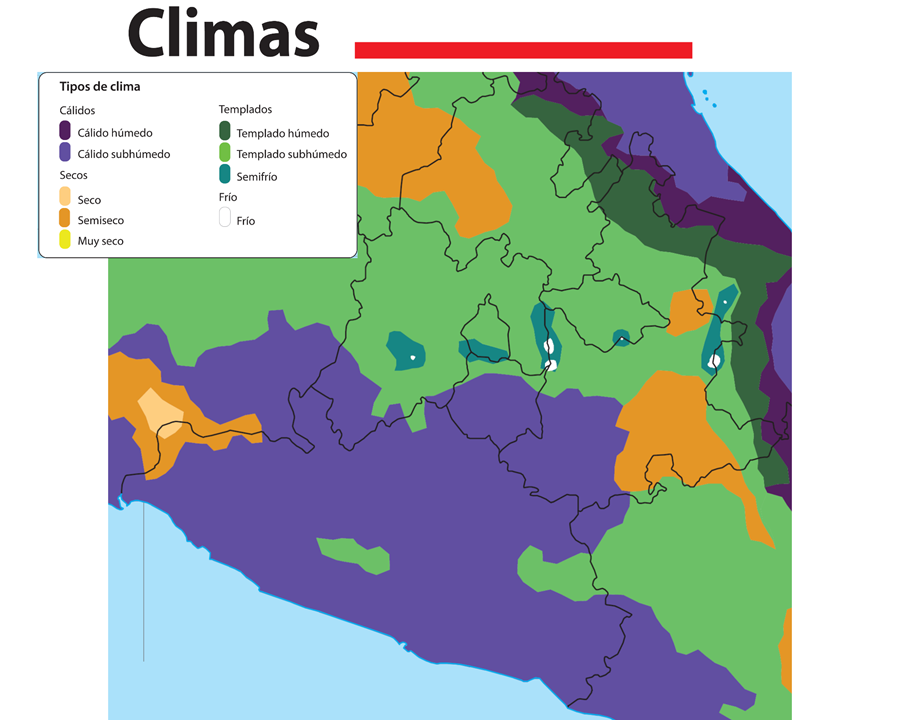 Climas
Tipos de clima
Cálidos
Cálido húmedo
Cálido subhúmedo
Secos
Seco
Semiseco
Muy seco
Templados
Templado húmedo
Templado subhúmedo
Semifrío
Frío
Frío